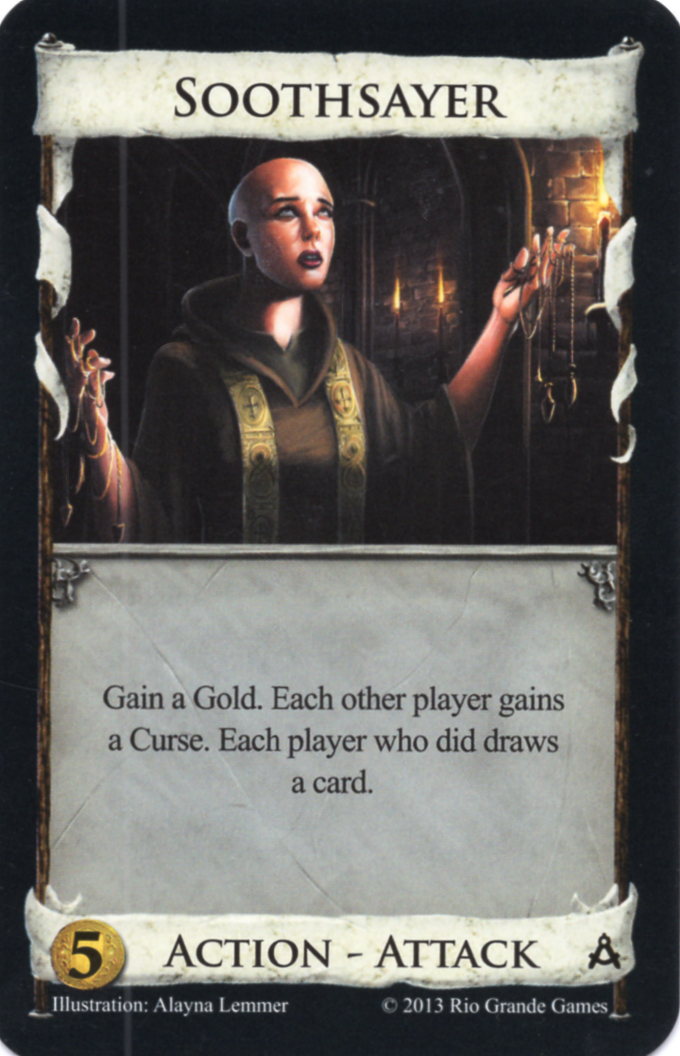 SOOTHSAYER
Gain a Gold. Each other player gains
a Curse. Each player who did draws
a card.
5 ACTION - ATTACK
Illustration: Alayna Lemmer © 2013 Rio Grande Games